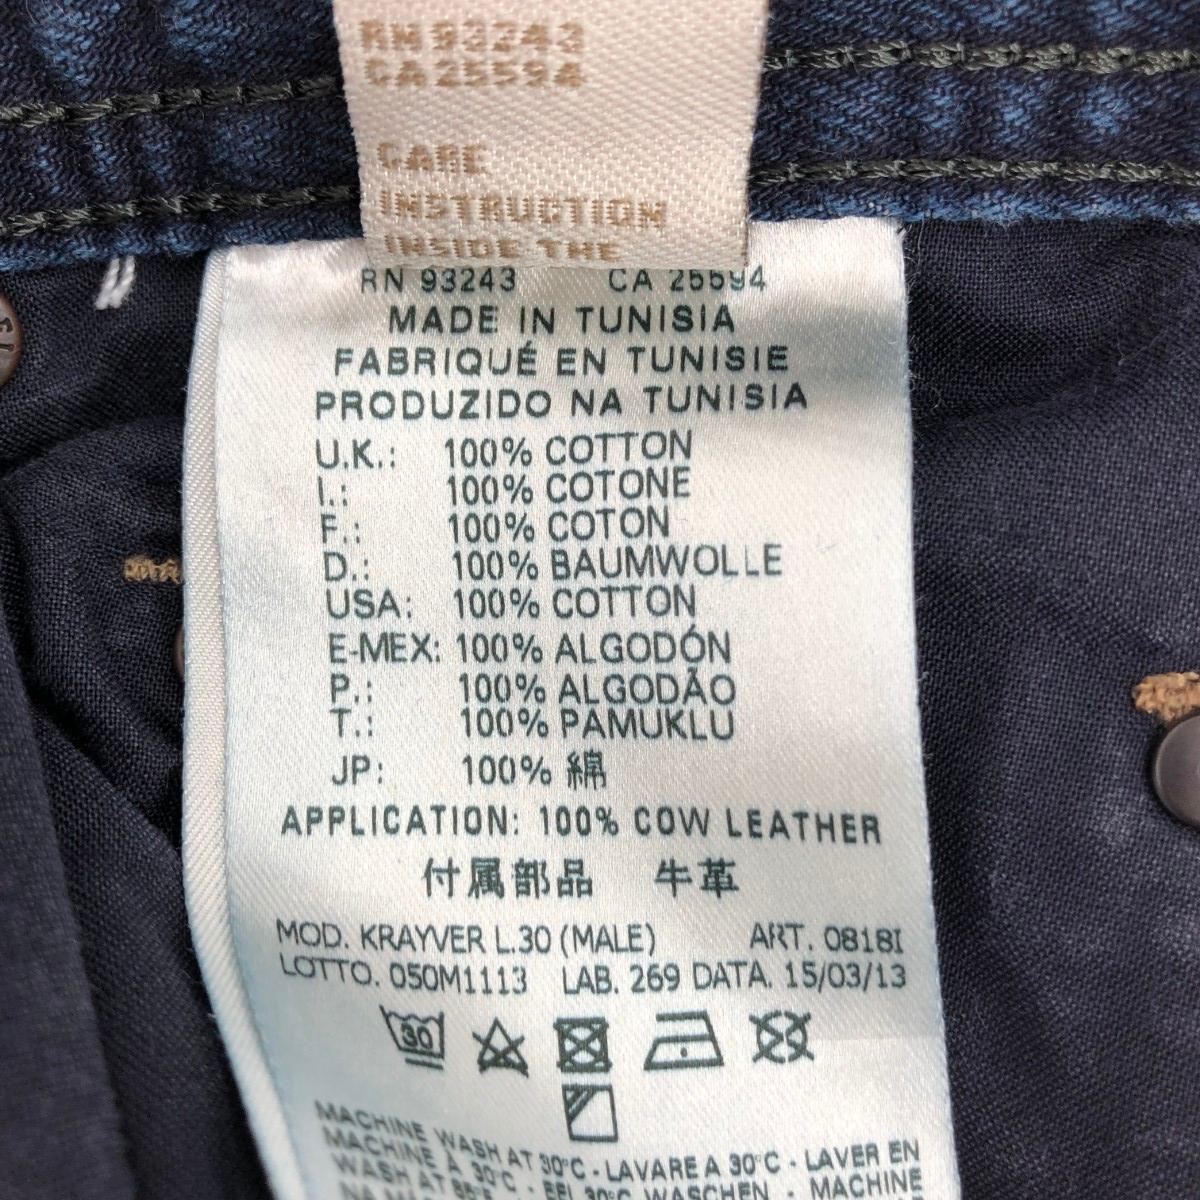 RN 93243
CA 25594
CARE
INSTRUCTION
INSIDE THE
RN 93243 CA 25594
MADE IN TUNISIA
FABRIQUÉ EN TUNISIE
PRODUZIDO NA TUNISIA
U.K.: 100% COTTON
I.: 100% COTONE
F.: 100% COTON
D.: 100% BAUMWOLLE
USA: 100% COTTON
E-MEX: 100% ALGODÓN
P.: 100% ALGODÃO
T.: 100% PAMUKLU
JP: 100% 綿
APPLICATION: 100% COW LEATHER
付属部品 牛革
MOD. KRAYVER L.30 (MALE) ART. 0818I
LOTTO. 050M1113 LAB. 269 DATA. 15/03/13
30
MACHINE WASH AT 30°C - LAVARE A 30°C - LAVER EN
MACHINE A 30°C - WASCHEN - MACHINE
WASH AT